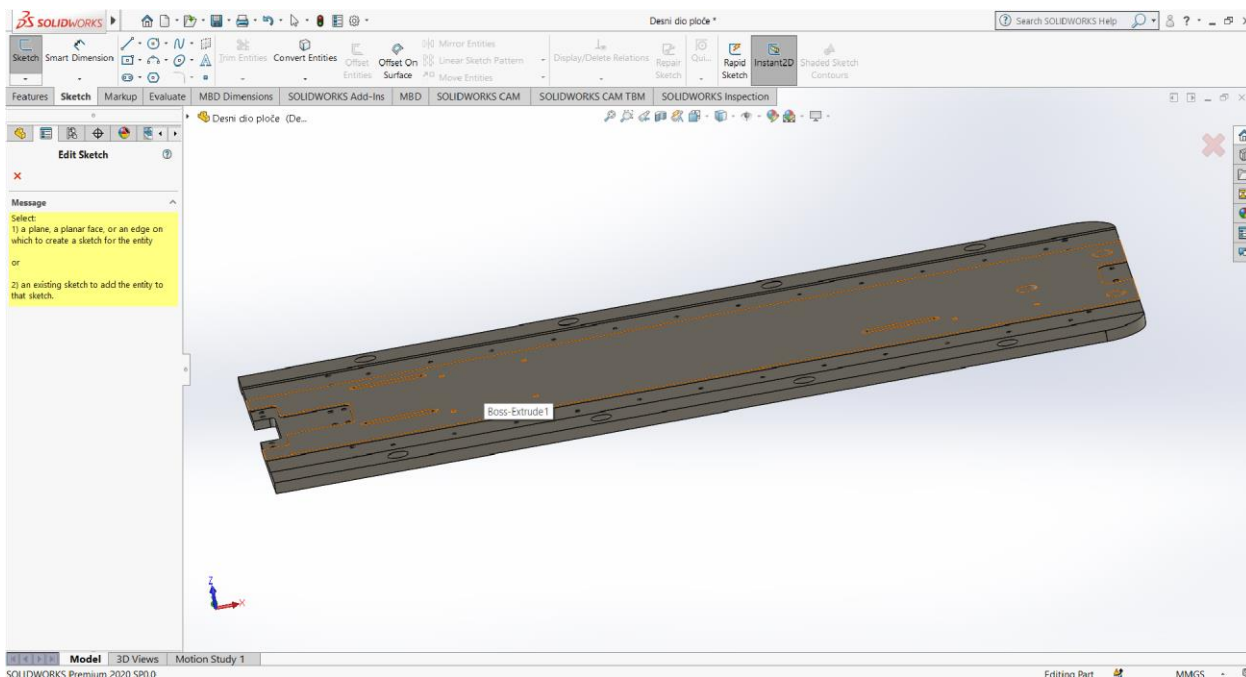 SOLIDWORKS
Desni dio ploče *
Search SOLIDWORKS Help
Sketch
Smart Dimension
Trim Entities
Convert Entities
Offset Entities
Offset On Surface
Mirror Entities
Linear Sketch Pattern
Move Entities
Display/Delete Relations
Repair Sketch
Qui...
Rapid Sketch
Instant2D
Shaded Sketch Contours
Features Sketch Markup Evaluate MBD Dimensions SOLIDWORKS Add-Ins MBD SOLIDWORKS CAM SOLIDWORKS CAM TBM SOLIDWORKS Inspection
Desni dio ploče (De...
Edit Sketch
Message
Select:
1) a plane, a planar face, or an edge on
which to create a sketch for the entity
or
2) an existing sketch to add the entity to
that sketch.
Boss-Extrude1
Z
X
Model 3D Views Motion Study 1
SOLIDWORKS Premium 2020 SP0.0
Editing Part
MMGS